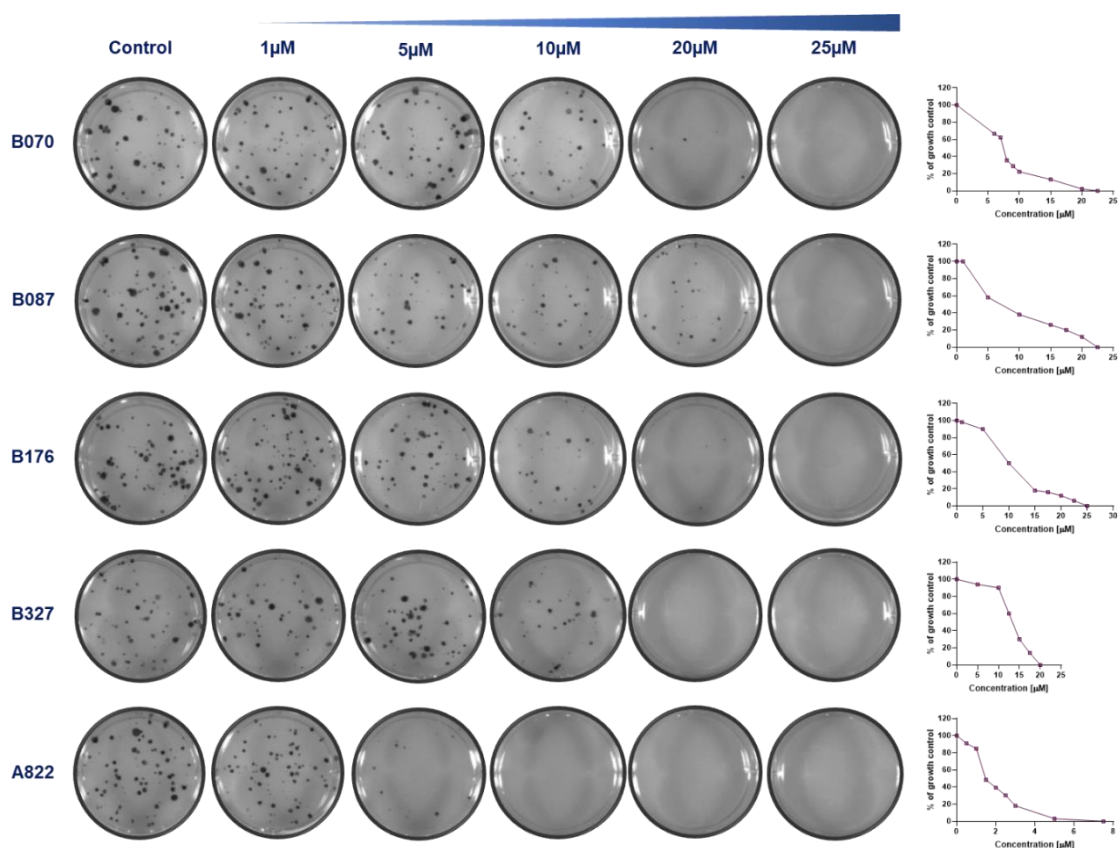 Control 1µM 5µM 10µM 20µM 25µM
B070
% of growth control
120
100
80
60
40
20
0
0 5 10 15 20 25
Concentration [µM]
B087
% of growth control
120
100
80
60
40
20
0
0 5 10 15 20 25
Concentration [µM]
B176
% of growth control
120
100
80
60
40
20
0
0 5 10 15 20 25 30
Concentration [µM]
B327
% of growth control
120
100
80
60
40
20
0
0 5 10 15 20 25
Concentration [µM]
A822
% of growth control
120
100
80
60
40
20
0
0 2 4 6 8
Concentration [µM]